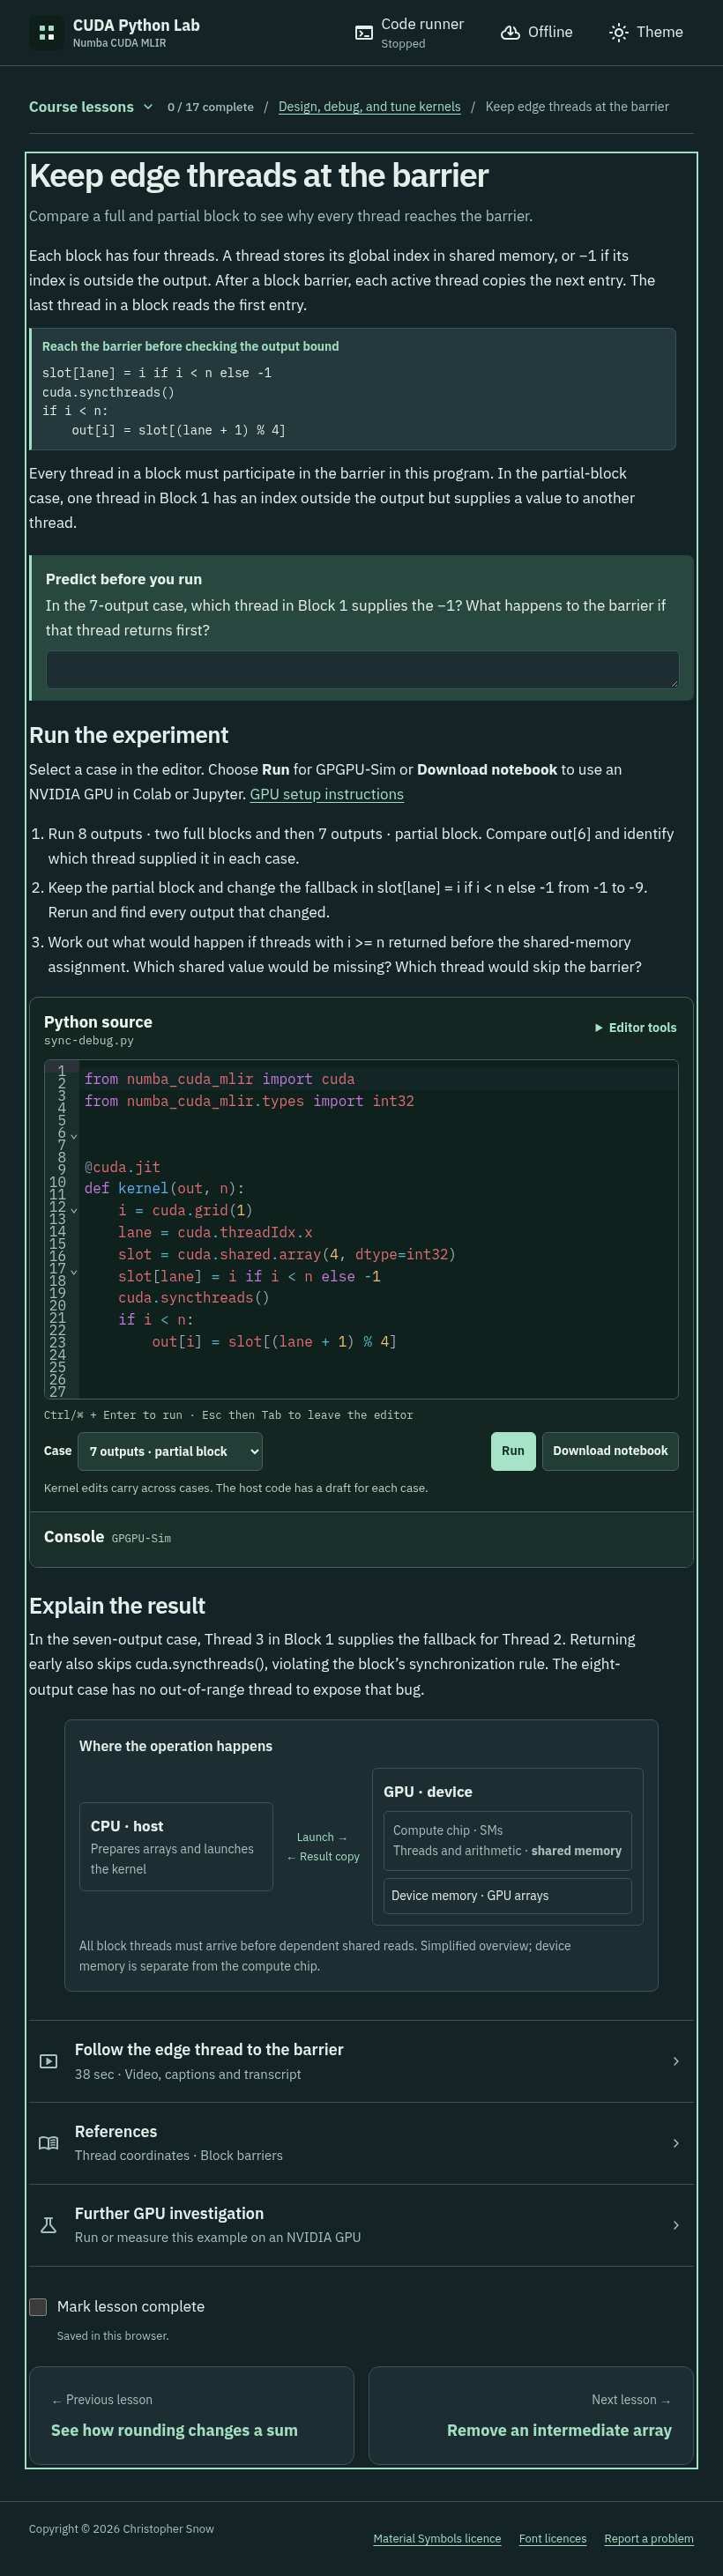 CUDA Python Lab
Numba CUDA MLIR
Code runner
Stopped
Offline
Theme
Course lessons
0 / 17 complete / Design, debug, and tune kernels / Keep edge threads at the barrier
Keep edge threads at the barrier
Compare a full and partial block to see why every thread reaches the barrier.
Each block has four threads. A thread stores its global index in shared memory, or −1 if its
index is outside the output. After a block barrier, each active thread copies the next entry. The
last thread in a block reads the first entry.
Reach the barrier before checking the output bound
slot[lane] = i if i < n else -1
cuda.syncthreads()
if i < n:
    out[i] = slot[(lane + 1) % 4]
Every thread in a block must participate in the barrier in this program. In the partial-block
case, one thread in Block 1 has an index outside the output but supplies a value to another
thread.
Predict before you run
In the 7-output case, which thread in Block 1 supplies the −1? What happens to the barrier if
that thread returns first?
Run the experiment
Select a case in the editor. Choose Run for GPGPU-Sim or Download notebook to use an
NVIDIA GPU in Colab or Jupyter. GPU setup instructions
1. Run 8 outputs · two full blocks and then 7 outputs · partial block. Compare out[6] and identify
which thread supplied it in each case.
2. Keep the partial block and change the fallback in slot[lane] = i if i < n else -1 from -1 to -9.
Rerun and find every output that changed.
3. Work out what would happen if threads with i >= n returned before the shared-memory
assignment. Which shared value would be missing? Which thread would skip the barrier?
Python source
sync-debug.py
Editor tools
1
2
3
4
5
6
7
8
9
10
11
12
13
14
15
16
17
18
19
20
21
22
23
24
25
26
27
from numba_cuda_mlir import cuda
from numba_cuda_mlir.types import int32
@cuda.jit
def kernel(out, n):
    i = cuda.grid(1)
    lane = cuda.threadIdx.x
    slot = cuda.shared.array(4, dtype=int32)
    slot[lane] = i if i < n else -1
    cuda.syncthreads()
    if i < n:
        out[i] = slot[(lane + 1) % 4]
Ctrl/⌘ + Enter to run · Esc then Tab to leave the editor
Case 7 outputs · partial block
Run
Download notebook
Kernel edits carry across cases. The host code has a draft for each case.
Console GPGPU-Sim
Explain the result
In the seven-output case, Thread 3 in Block 1 supplies the fallback for Thread 2. Returning
early also skips cuda.syncthreads(), violating the block’s synchronization rule. The eight-
output case has no out-of-range thread to expose that bug.
Where the operation happens
CPU · host
Prepares arrays and launches
the kernel
Launch →
← Result copy
GPU · device
Compute chip · SMs
Threads and arithmetic · shared memory
Device memory · GPU arrays
All block threads must arrive before dependent shared reads. Simplified overview; device
memory is separate from the compute chip.
Follow the edge thread to the barrier
38 sec · Video, captions and transcript
References
Thread coordinates · Block barriers
Further GPU investigation
Run or measure this example on an NVIDIA GPU
Mark lesson complete
Saved in this browser.
← Previous lesson
See how rounding changes a sum
Next lesson →
Remove an intermediate array
Copyright © 2026 Christopher Snow
Material Symbols licence
Font licences
Report a problem